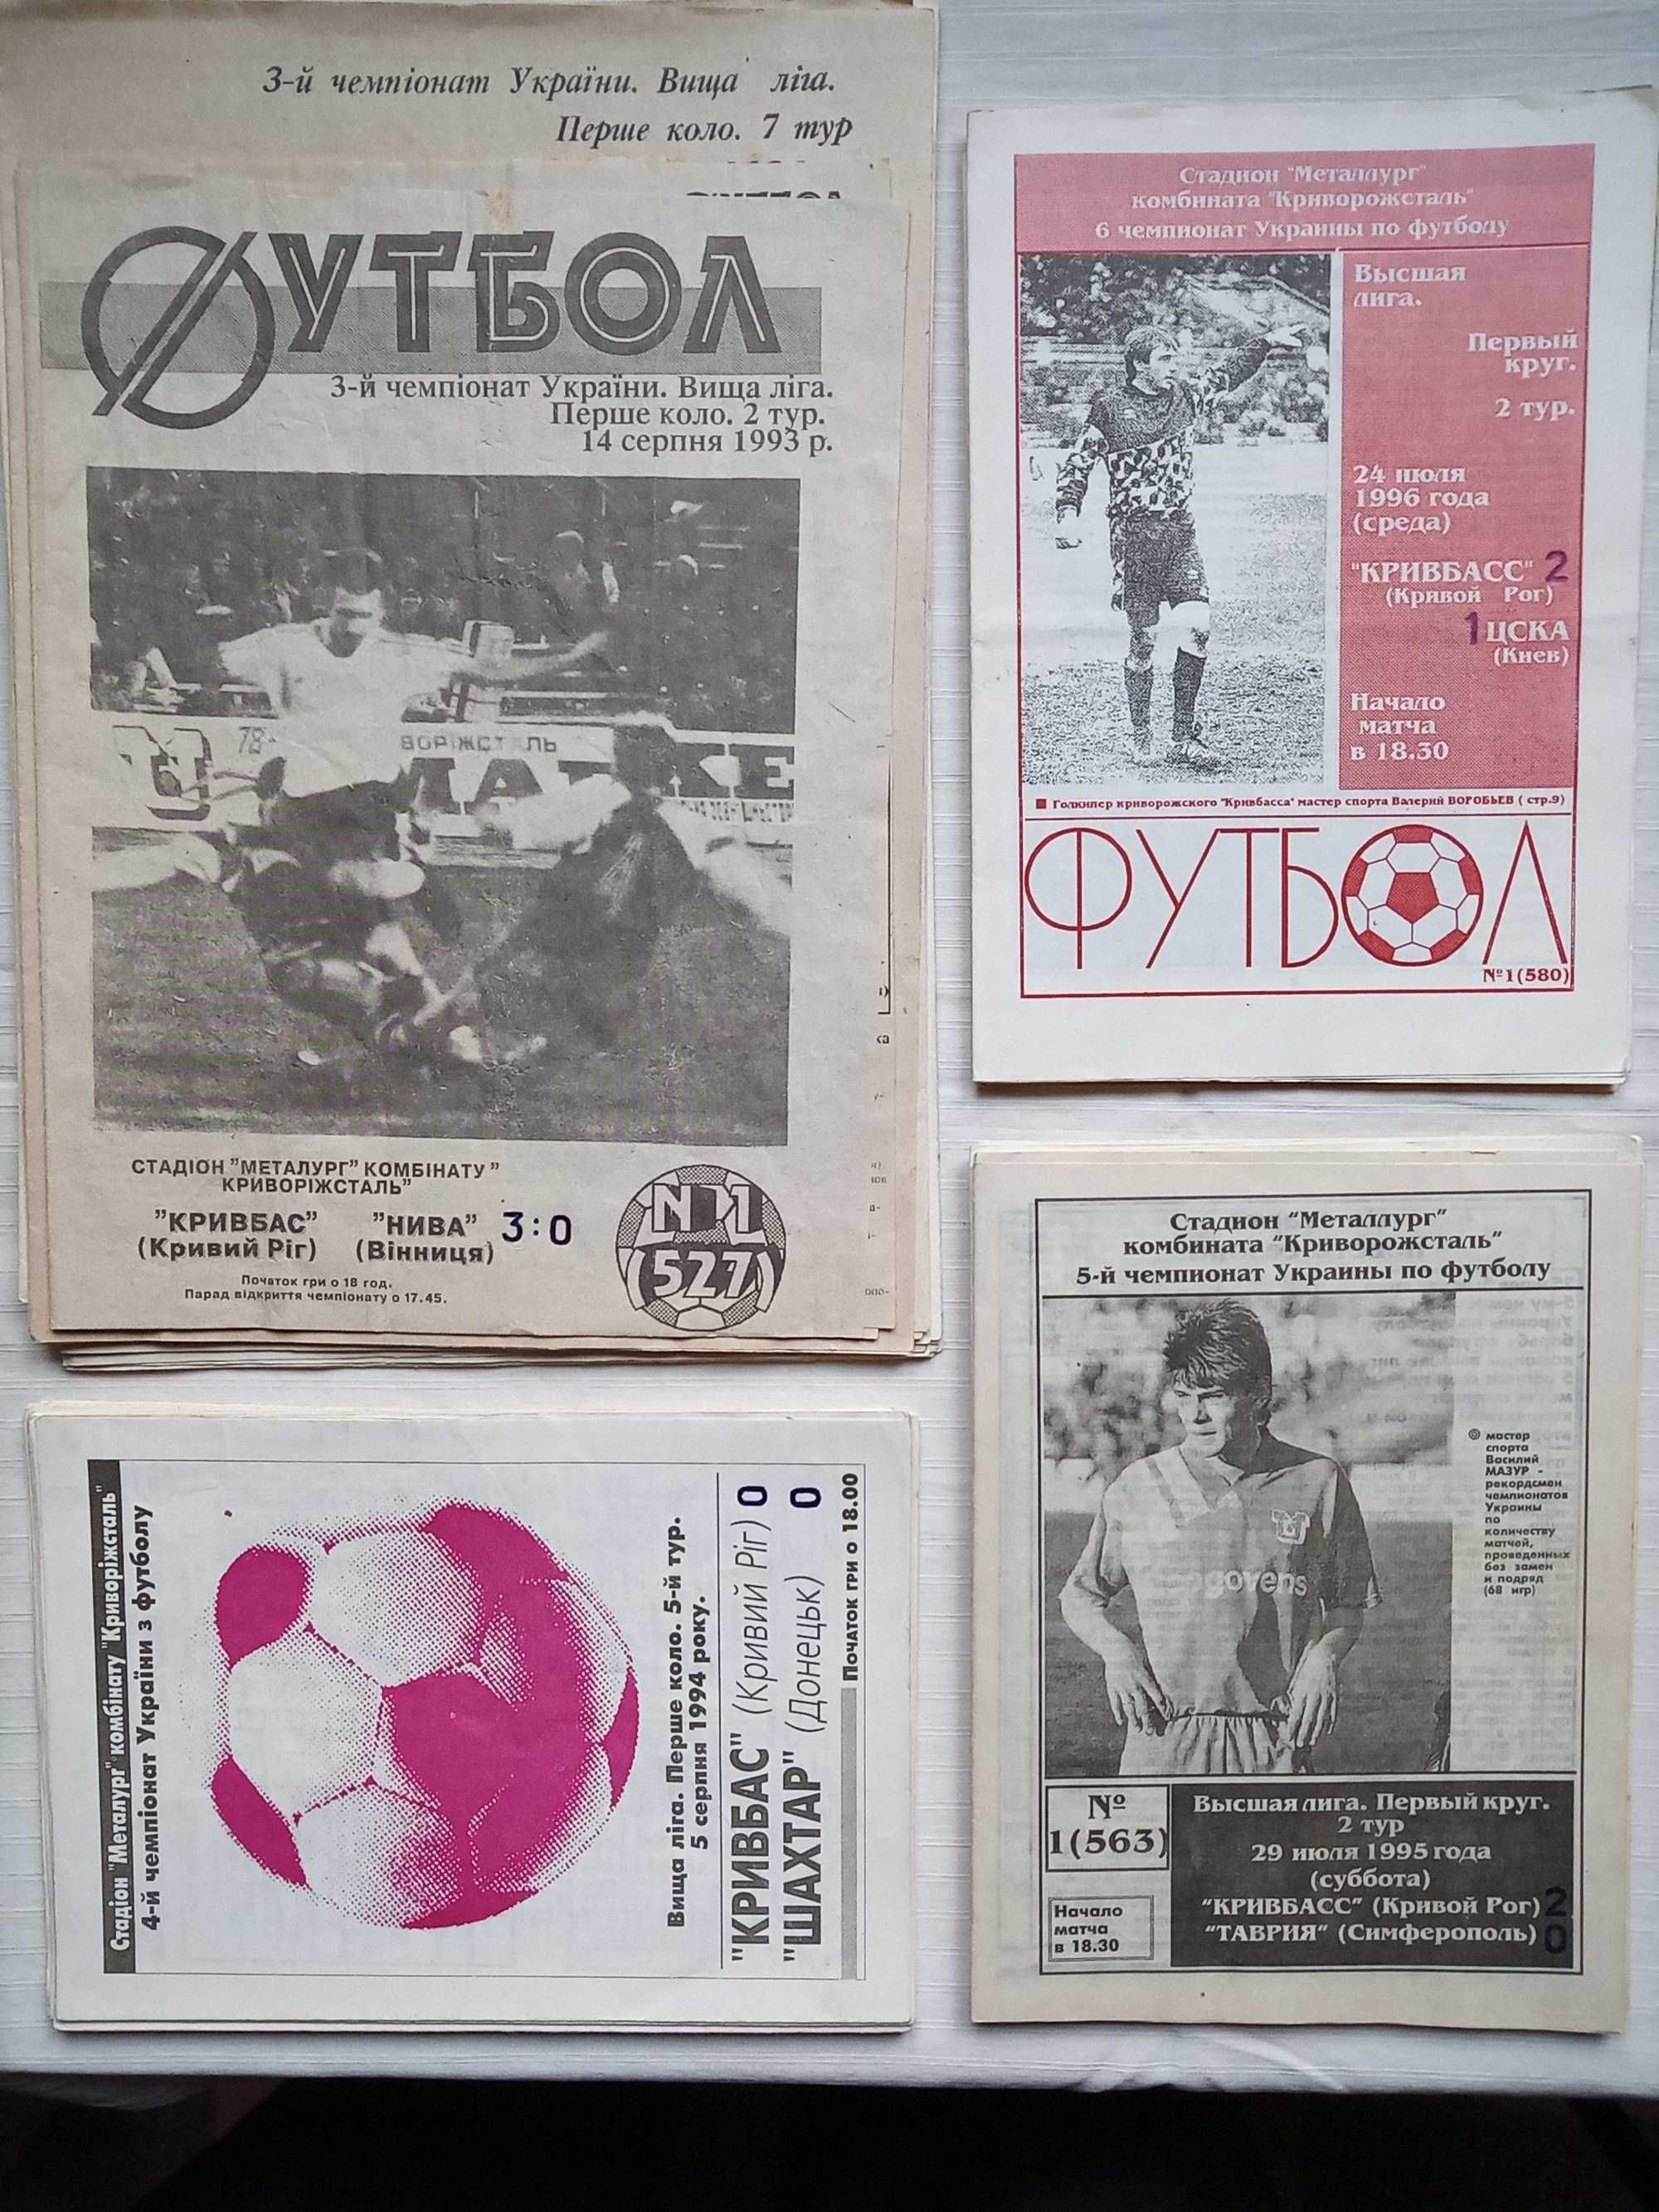 3-й чемпіонат України. Вища ліга.
Перше коло. 7 тур
ФУТБОЛ
3-й чемпіонат України. Вища ліга.
Перше коло. 2 тур.
14 серпня 1993 р.
78-
ВОРІЖСТ ЛЬ
МАРКЕ
СТАДІОН "МЕТАЛУРГ" КОМБІНАТУ "
КРИВОРІЖСТАЛЬ"
"КРИВБАС" "НИВА" 3:0
(Кривий Ріг) (Вінниця)
Початок гри о 18 год.
Парад відкриття чемпіонату о 17.45.
N 1
(527)
Стадион "Металлург"
комбината "Криворожсталь"
6 чемпионат Украины по футболу
Высшая
лига.
Первый
круг.
2 тур.
24 июля
1996 года
(среда)
"КРИВБАСС" 2
(Кривой Рог)
1 ЦСКА
(Киев)
Начало
матча
в 18.30
Голкипер криворожского "Кривбасса" мастер спорта Валерий ВОРОБЬЕВ ( стр.9)
ФУТБОЛ
№1(580)
Стадіон "Металург" комбінату "Криворіжсталь"
4-й чемпіонат України з футболу
Вища ліга. Перше коло. 5-й тур.
5 серпня 1994 року.
"КРИВБАС" (Кривий Ріг) 0
"ШАХТАР" (Донецьк) 0
Початок гри о 18.00
Стадион "Металлург"
комбината "Криворожсталь"
5-й чемпионат Украины по футболу
мастер
спорта
Василий
МАЗУР -
рекордсмен
чемпионатов
Украины
по
количеству
матчей,
проведенных
без замен
и подряд
(68 игр)
govens
№
1(563)
Начало
матча
в 18.30
Высшая лига. Первый круг.
2 тур
29 июля 1995 года
(суббота)
"КРИВБАСС" (Кривой Рог) 2
"ТАВРИЯ" (Симферополь) 0